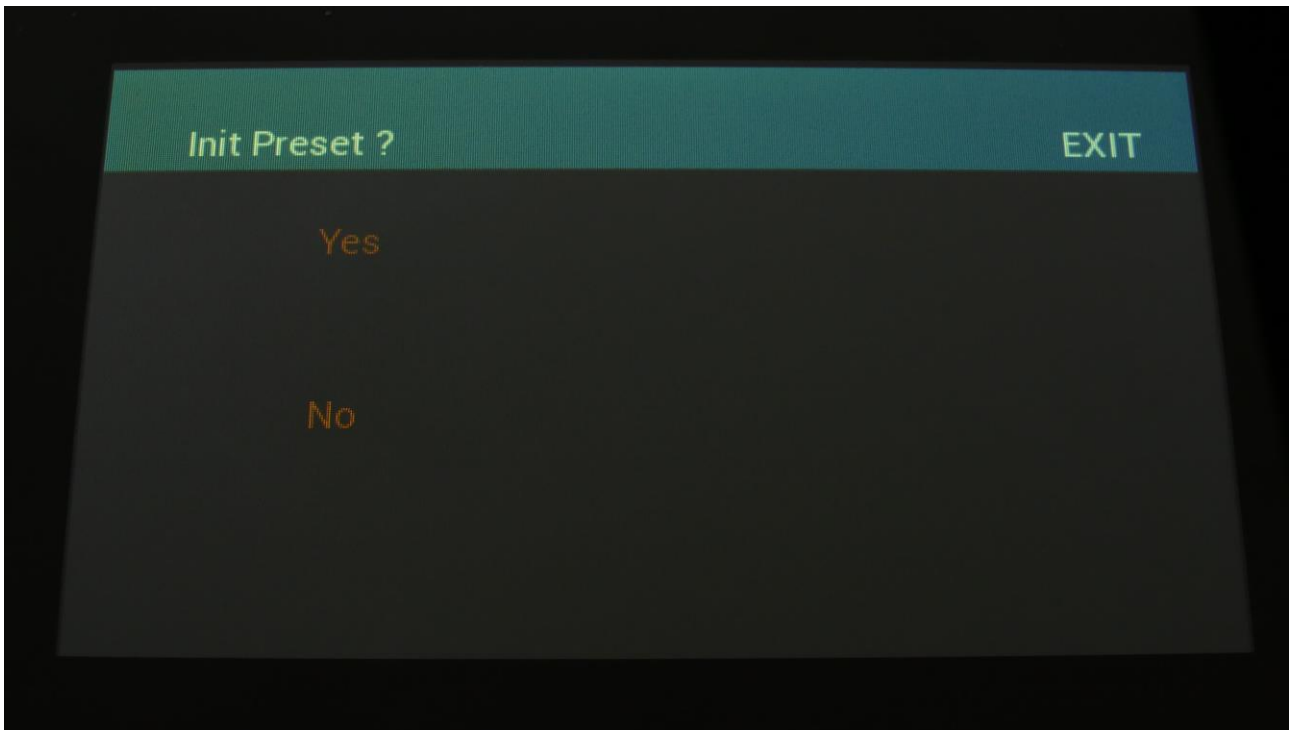 Init Preset ?
EXIT
Yes
No